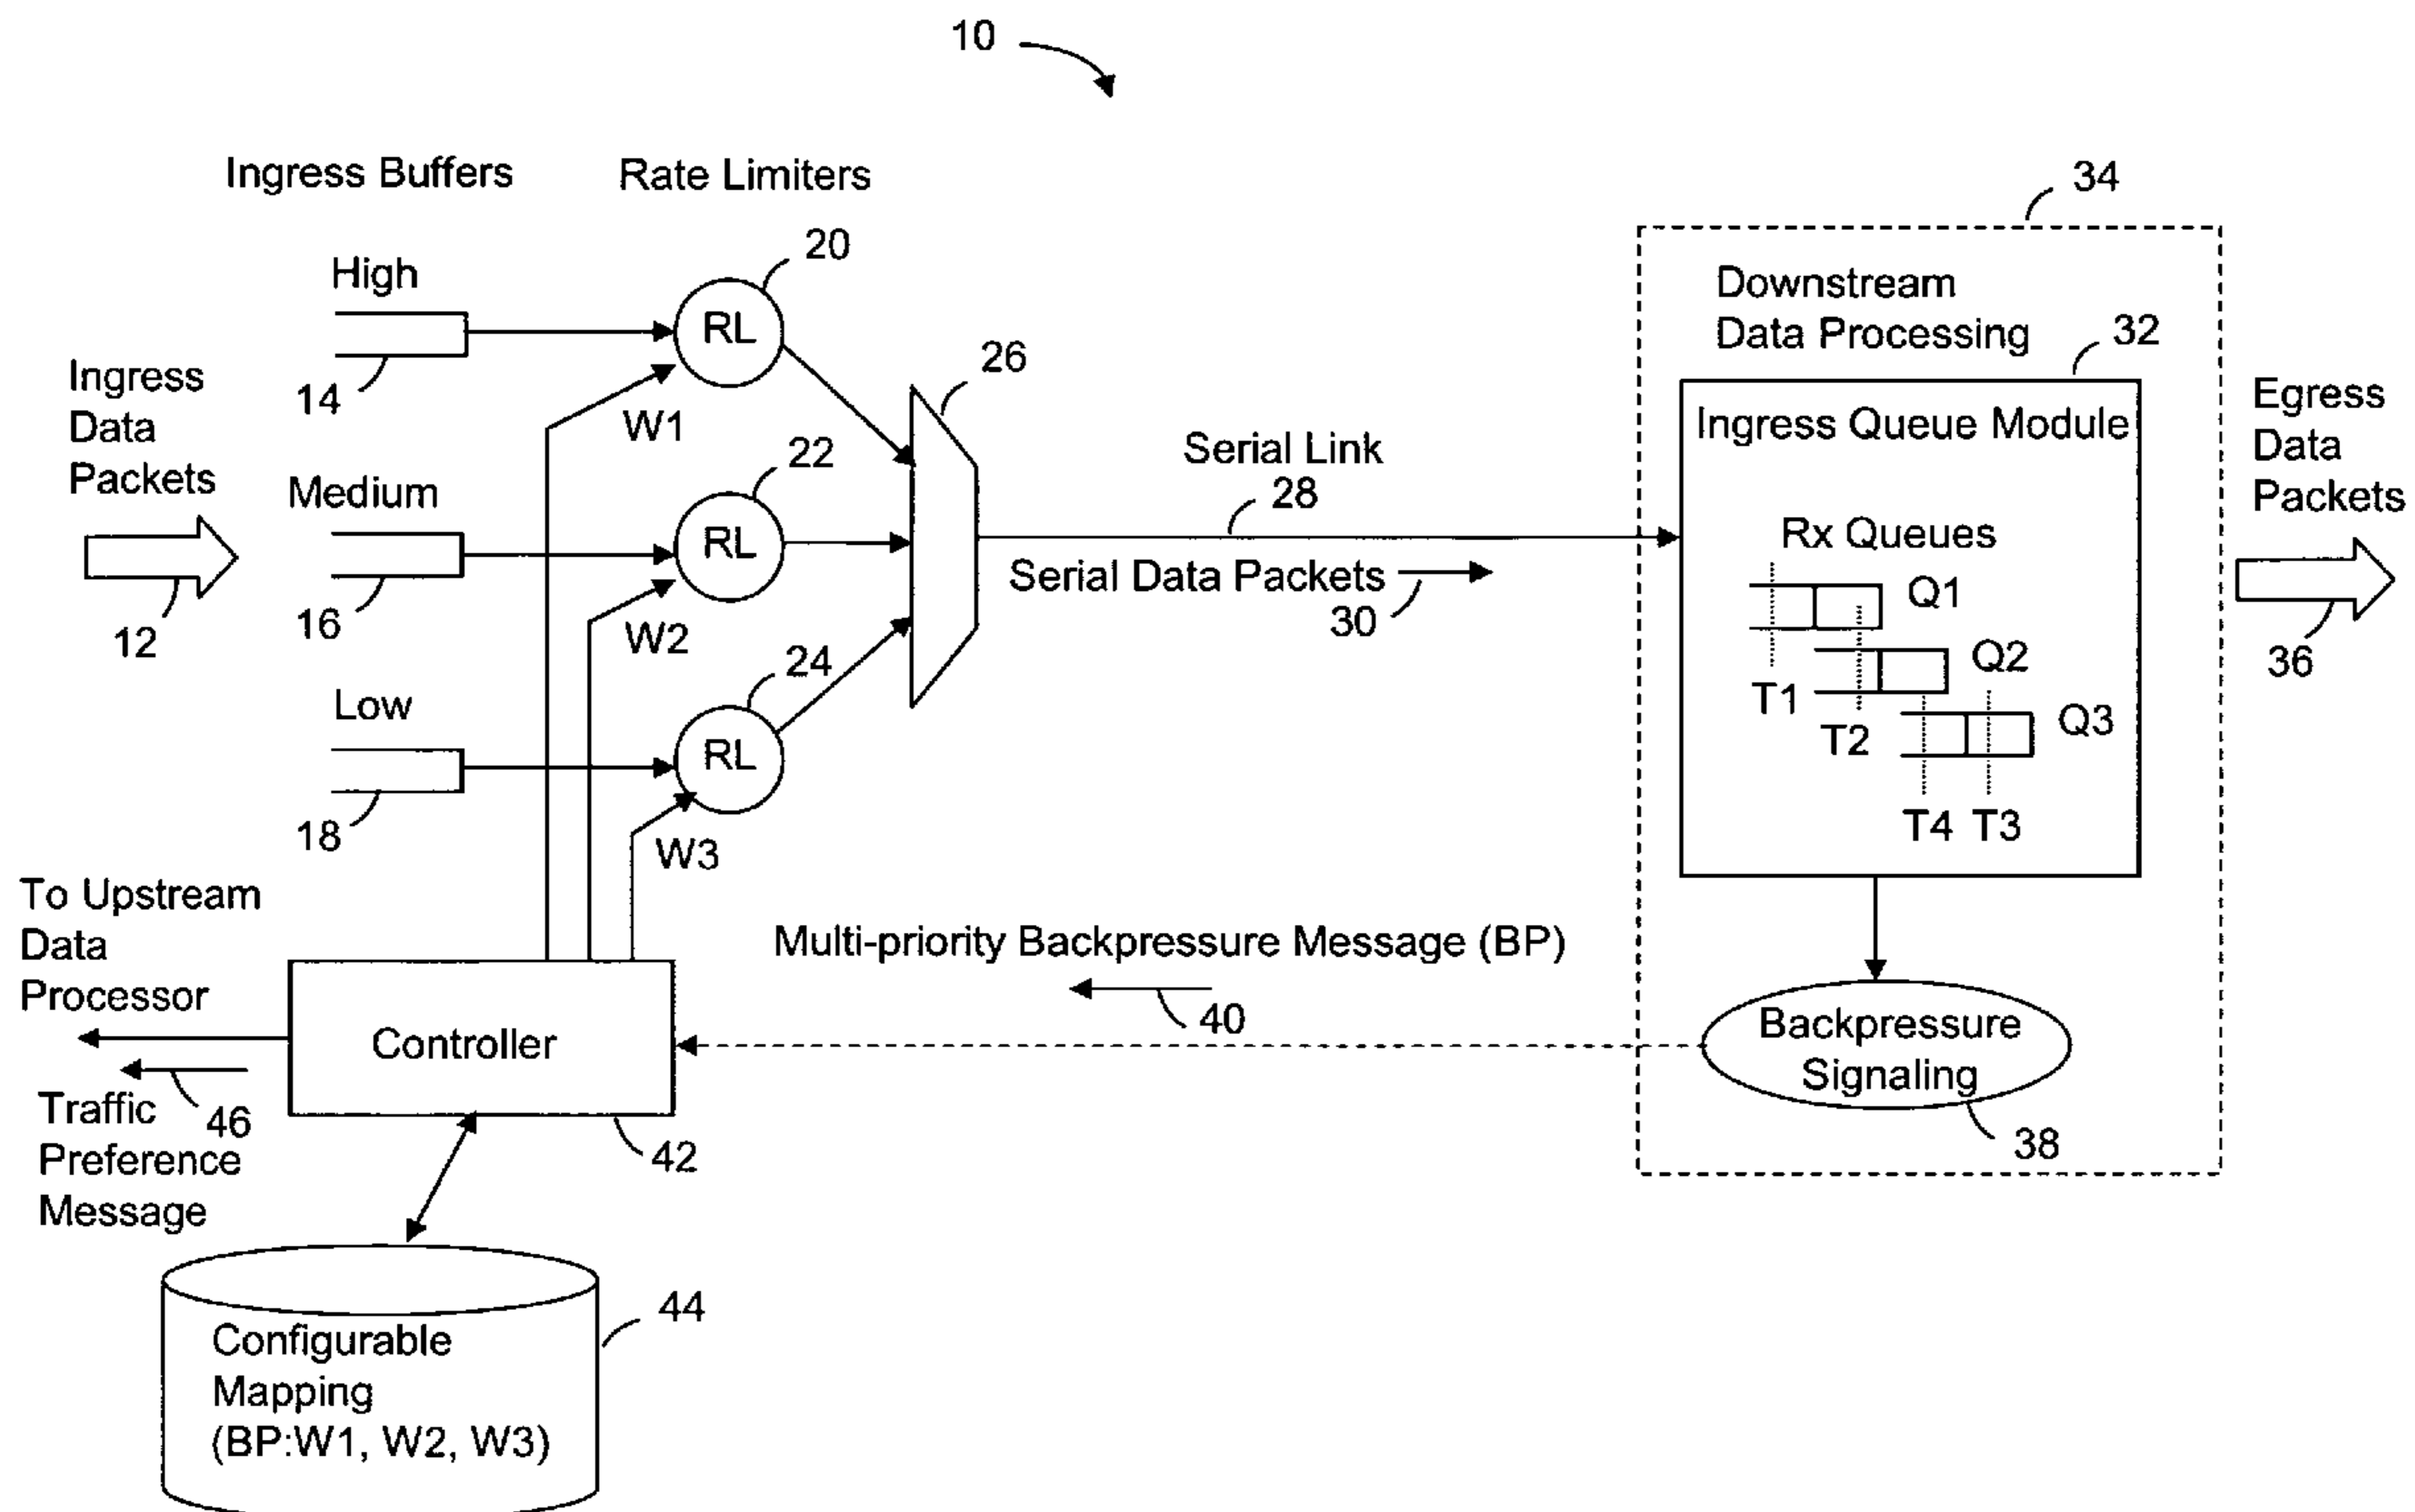 10
Ingress Buffers
Rate Limiters
34
20
High
RL
Downstream
Data Processing
32
26
14
Ingress
Data
Packets
W1
Ingress Queue Module
Egress
Data
Packets
22
Serial Link
28
Medium
RL
Rx Queues
Serial Data Packets
30
Q1
12
16
W2
24
Q2
36
T1
Low
T2
Q3
RL
18
W3
T4 T3
To Upstream
Data
Processor
Multi-priority Backpressure Message (BP)
40
Controller
Backpressure
Signaling
46
Traffic
Preference
Message
42
38
44
Configurable
Mapping
(BP:W1, W2, W3)